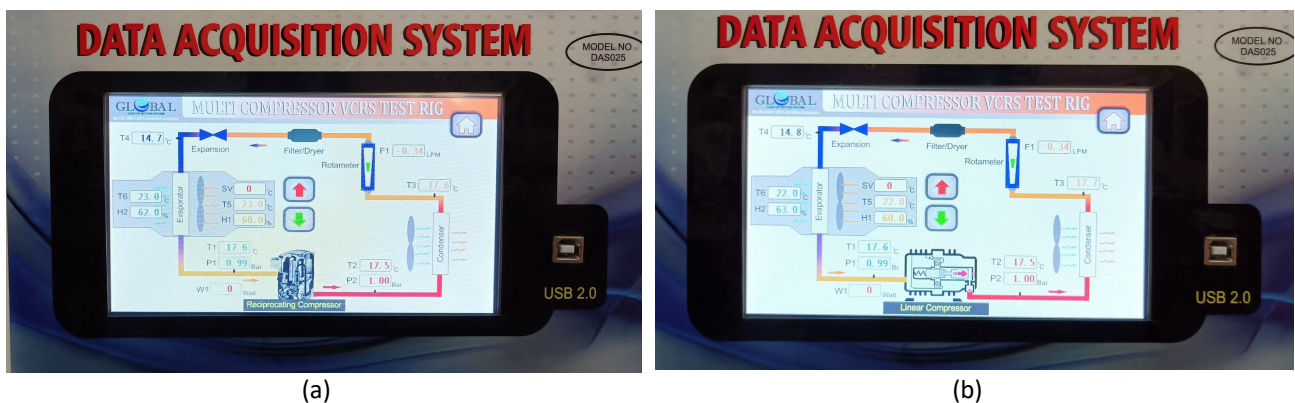 DATA ACQUISITION SYSTEM
MODEL NO
DAS025
GLOBAL
MULTI COMPRESSOR VCRS TEST RIG
T4 14.7 °C
Expansion
Filter/Dryer
F1 -0.34 LPM
Rotameter
T3 17.6 °C
T6 23.0 °C
H2 62.0 %
Evaporator
SV 0 °C
T5 23.0 °C
H1 60.0 %
Condenser
T1 17.6 °C
P1 0.99 Bar
T2 17.5 °C
P2 1.00 Bar
W1 0 Watt
Reciprocating Compressor
USB 2.0
(a)
DATA ACQUISITION SYSTEM
MODEL NO
DAS025
GLOBAL
MULTI COMPRESSOR VCRS TEST RIG
T4 14.8 °C
Expansion
Filter/Dryer
F1 -0.34 LPM
Rotameter
T3 17.7 °C
T6 22.0 °C
H2 63.0 %
Evaporator
SV 0 °C
T5 22.0 °C
H1 60.0 %
Condenser
T1 17.6 °C
P1 0.99 Ba
T2 17.5 °C
P2 1.00 Bar
W1 0 Watt
Linear Compressor
USB 2.0
(b)